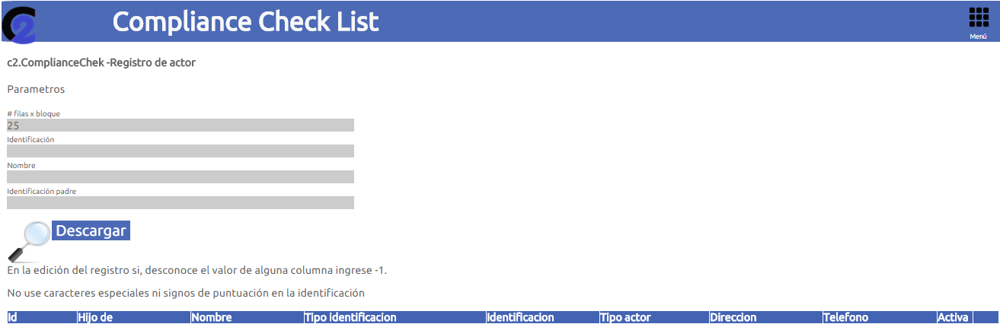 C2
Compliance Check List
Menú
c2.ComplianceChek -Registro de actor
Parametros
# filas x bloque
25
Identificación
Nombre
Identificación padre
Descargar
En la edición del registro si, desconoce el valor de alguna columna ingrese -1.
No use caracteres especiales ni signos de puntuación en la identificación
Id Hijo de Nombre Tipo identificacion Identificacion Tipo actor Direccion Telefono Activa